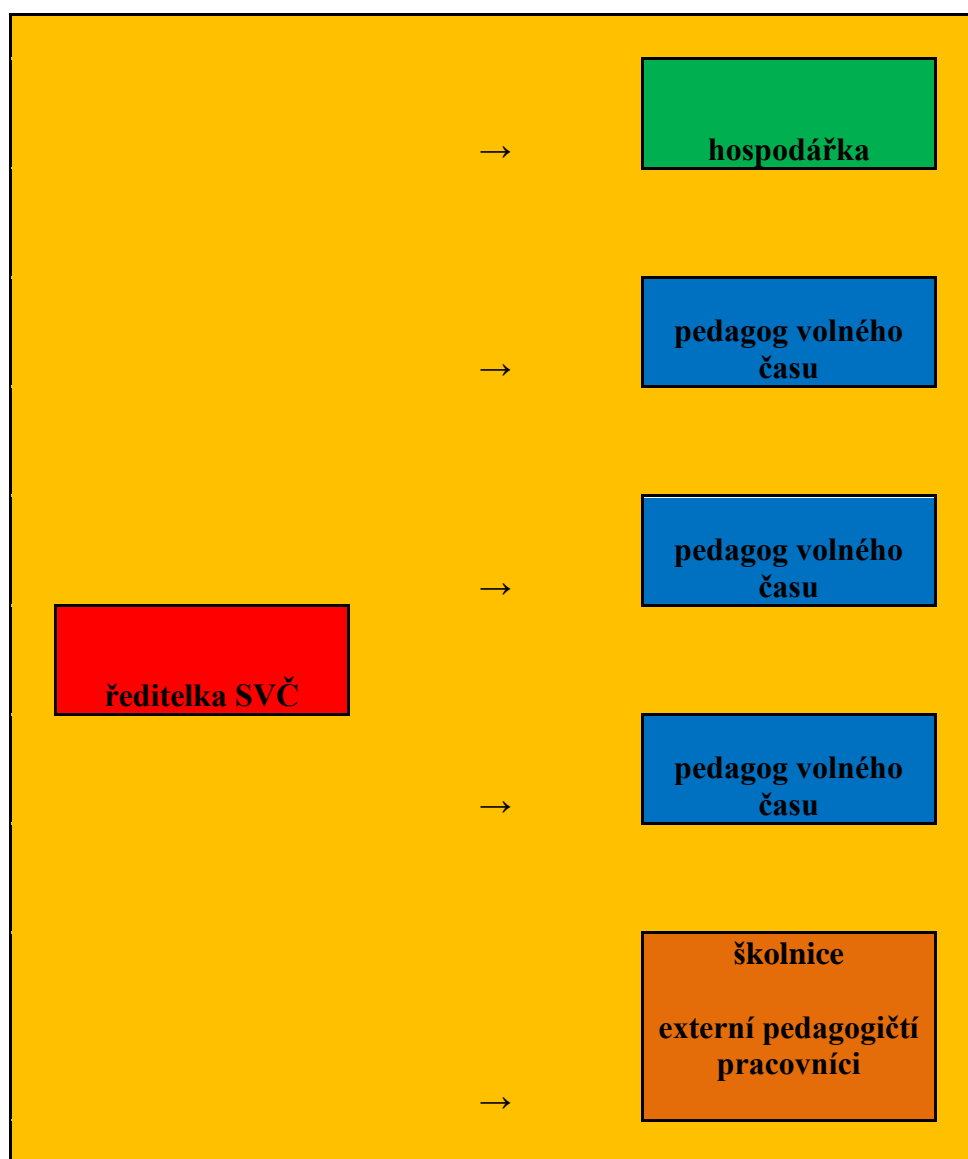 → hospodářka
pedagog volného
→ času
pedagog volného
→ času
ředitelka SVČ
pedagog volného
→ času
školnice
externí pedagogičtí
pracovníci
→